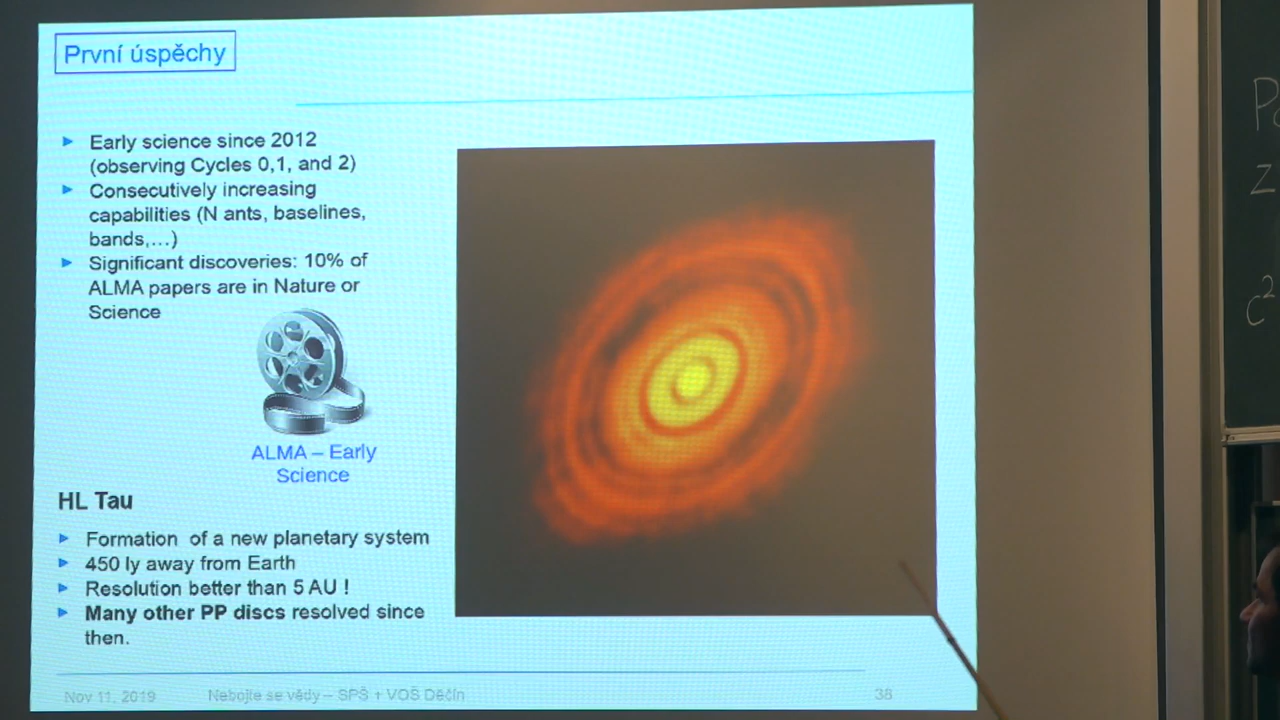 První úspěchy
Early science since 2012
(observing Cycles 0,1, and 2)
Consecutively increasing
capabilities (N ants, baselines,
bands,...)
Significant discoveries: 10% of
ALMA papers are in Nature or
Science
ALMA – Early
Science
HL Tau
Formation of a new planetary system
450 ly away from Earth
Resolution better than 5 AU !
Many other PP discs resolved since
then.
Nov 11, 2019 Nebojte se vědy – SPŠ + VOŠ Děčín 38
Z
c²